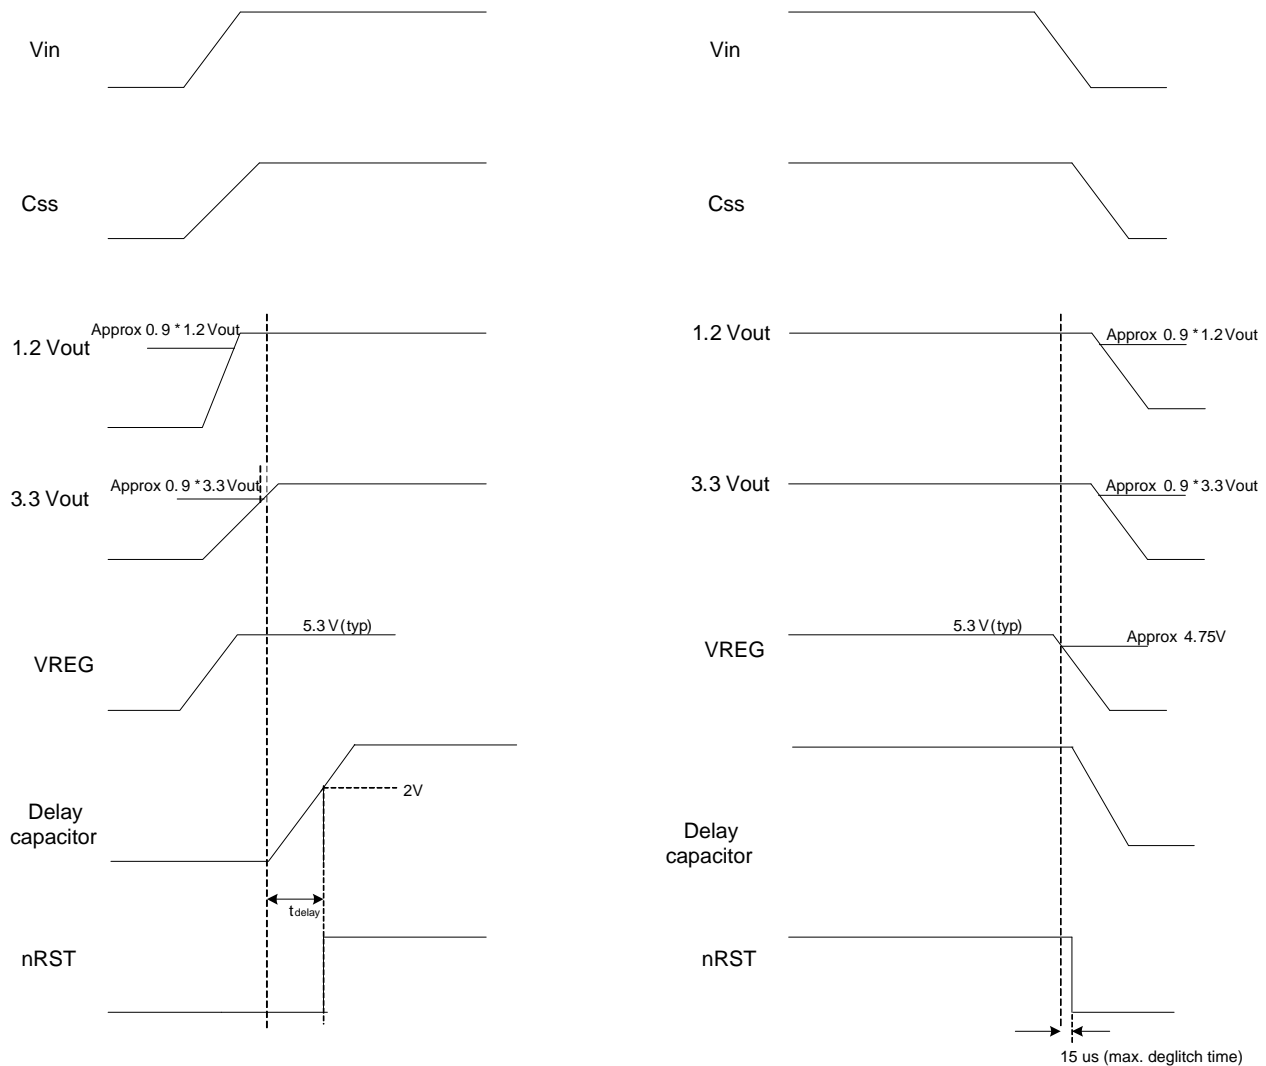 Vin
Vin
Css
Css
Approx 0.9 *1.2 Vout
1.2 Vout
1.2 Vout
Approx 0.9 *1.2 Vout
Approx 0.9 *3.3 Vout
3.3 Vout
3.3 Vout
Approx 0.9 *3.3 Vout
5.3 V (typ)
VREG
5.3 V (typ)
VREG
Approx 4.75V
2V
Delay
capacitor
Delay
capacitor
tdelay
nRST
nRST
15 us (max. deglitch time)